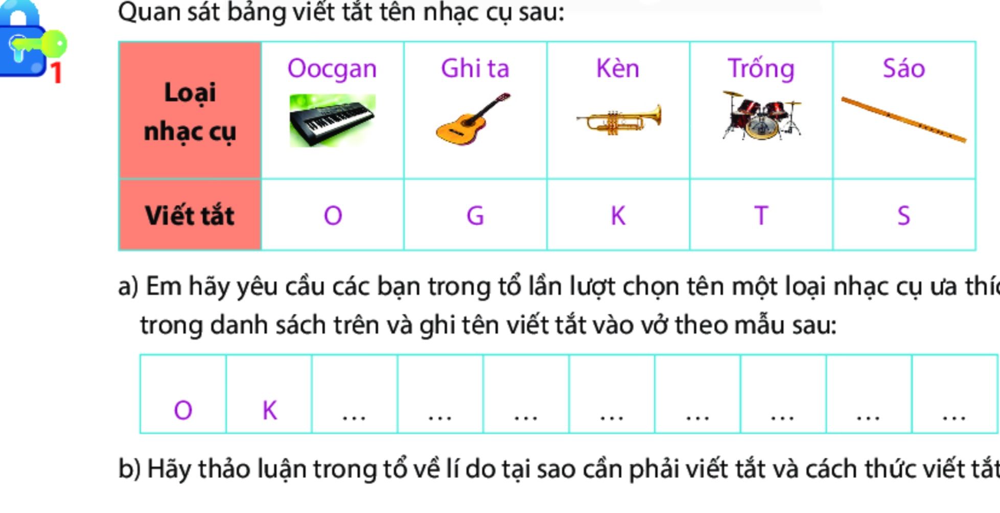 Quan sát bảng viết tắt tên nhạc cụ sau:
1
Loại nhạc cụ
Oocgan
Ghi ta
Kèn
Trống
Sáo
Viết tắt
O
G
K
T
S
a) Em hãy yêu cầu các bạn trong tổ lần lượt chọn tên một loại nhạc cụ ưa
trong danh sách trên và ghi tên viết tắt vào vở theo mẫu sau:
O K ... ... ... ... ... ... ... ...
b) Hãy thảo luận trong tổ về lí do tại sao cần phải viết tắt và cách thức viết tắt